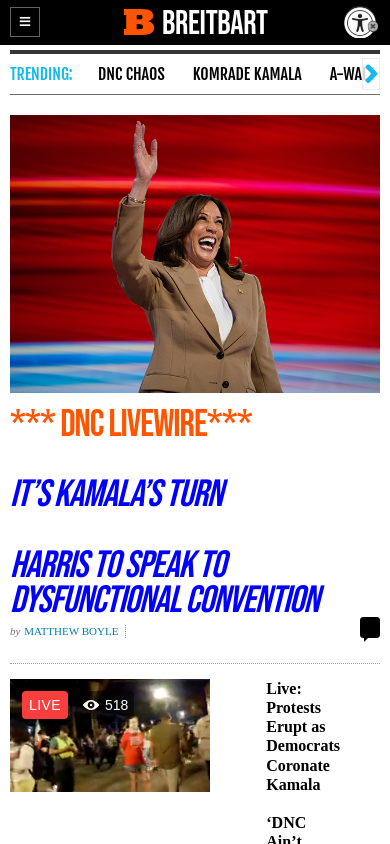 B BREITBART
TRENDING: DNC CHAOS KOMRADE KAMALA A-WA
*** DNC LIVEWIRE***
IT'S KAMALA'S TURN
HARRIS TO SPEAK TO
DYSFUNCTIONAL CONVENTION
by MATTHEW BOYLE
LIVE 518
Live:
Protests
Erupt as
Democrats
Coronate
Kamala
‘DNC
Ain’t